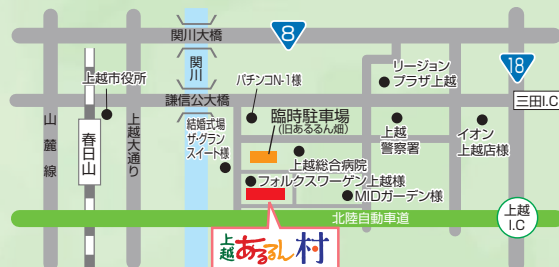 関川大橋
8
関川
上越市役所
パチンコN-1様
リージョン
プラザ上越
18
謙信公大橋
三田I.C
山麓線
春日山
上越大通り
結婚式場
ザ・グラン
スイート様
臨時駐車場
(旧あるるん畑)
上越
警察署
イオン
上越店様
上越総合病院
フォルクスワーゲン上越様
MIDガーデン様
北陸自動車道
上越
I.C
上越あるるん村